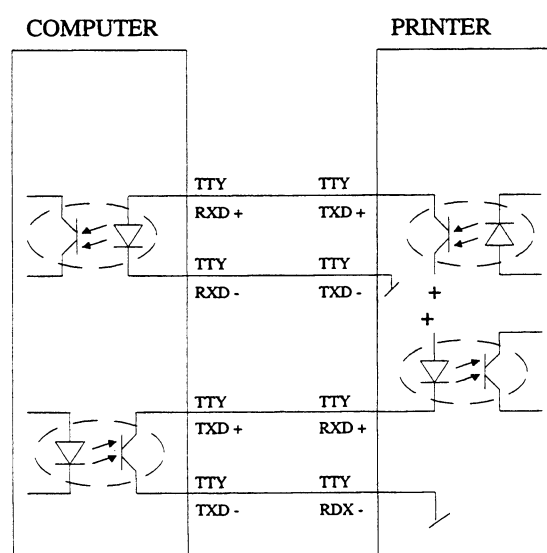 COMPUTER PRINTER
TTY TTY
RXD + TXD +
TTY TTY
RXD - TXD -
+
+
TTY TTY
TXD + RXD +
TTY TTY
TXD - RDX -